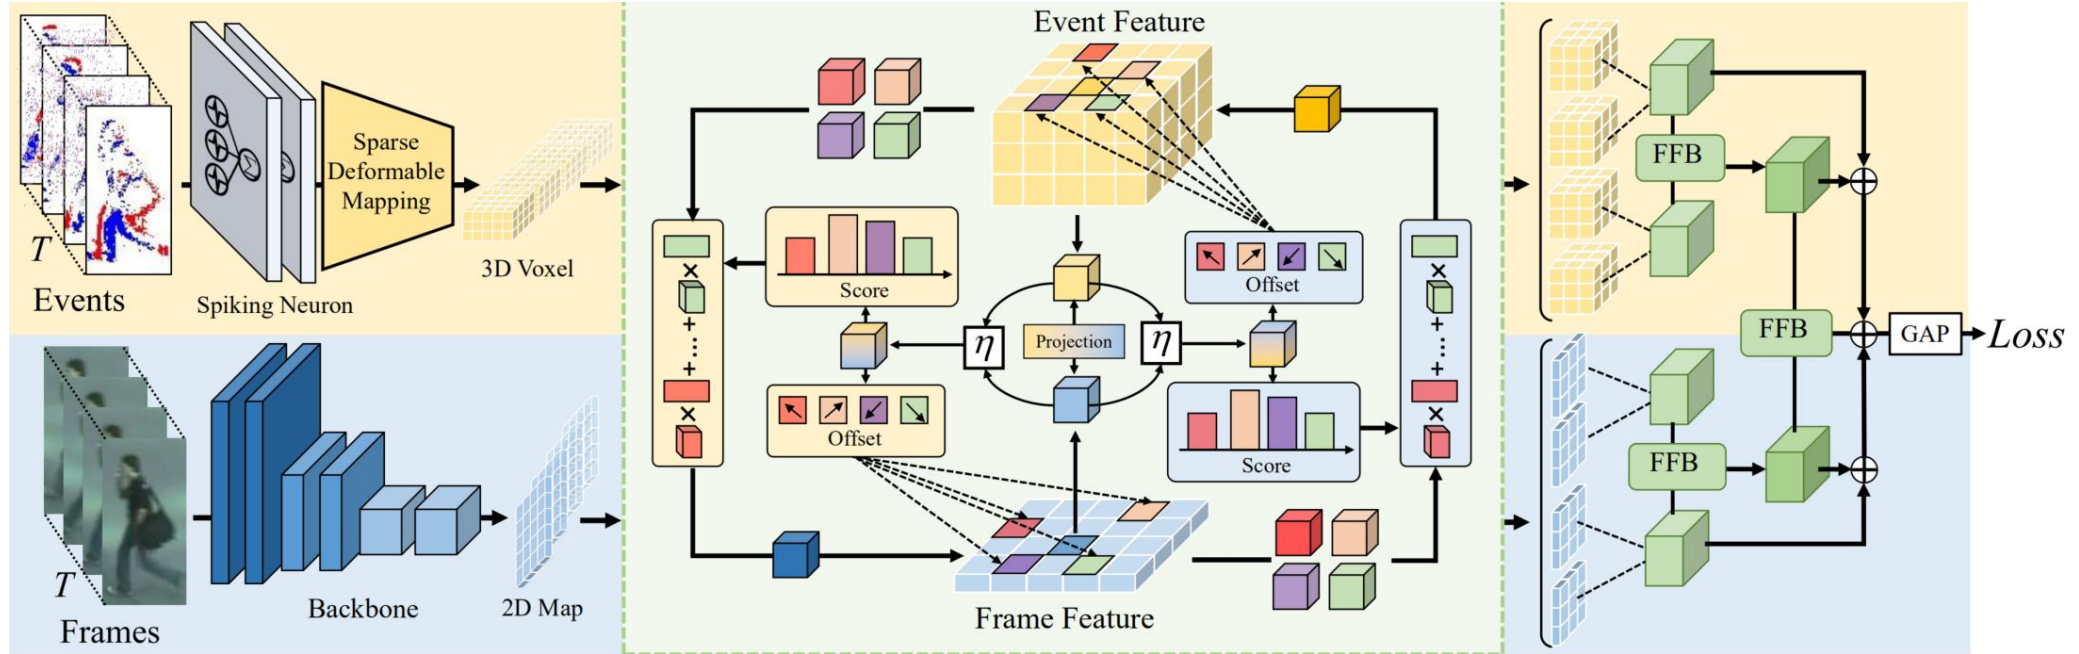 T
Events
Spiking Neuron
Sparse
Deformable
Mapping
3D Voxel
T
Frames
Backbone
2D Map
Event Feature
Score
Offset
η
Projection
η
Offset
Score
× + ⋮ + ×
× + ⋮ + ×
Frame Feature
FFB
FFB
FFB
GAP
Loss